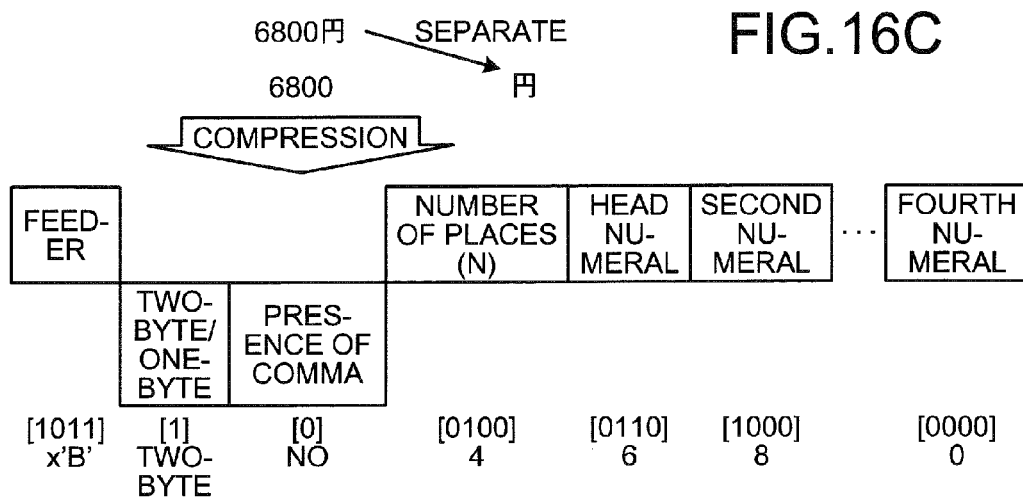 FIG.16C
6800円 SEPARATE
6800 円
COMPRESSION
FEED-
ER
TWO-
BYTE/
ONE-
BYTE
PRES-
ENCE OF
COMMA
NUMBER
OF PLACES
(N)
HEAD
NU-
MERAL
SECOND
NU-
MERAL
...
FOURTH
NU-
MERAL
[1011] [1] [0] [0100] [0110] [1000] [0000]
x'B' TWO- NO 4 6 8 0
BYTE